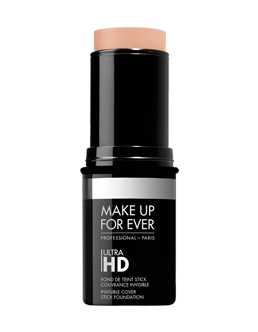 MAKE UP
FOR EVER
PROFESSIONAL - PARIS
ULTRA
HD
FOND DE TEINT STICK
COUVRANCE INVISIBLE
INVISIBLE COVER
STICK FOUNDATION